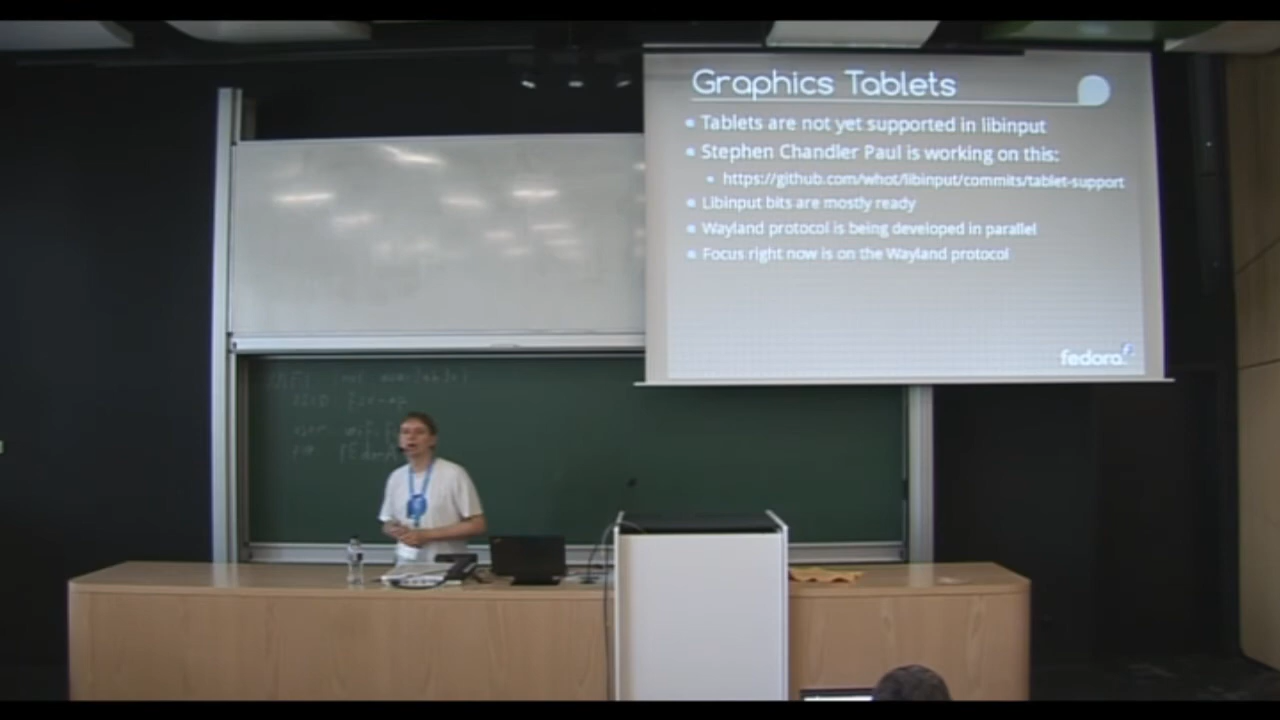 Graphics Tablets
Tablets are not yet supported in libinput
Stephen Chandler Paul is working on this:
https://github.com/whot/libinput/commits/tablet-support
Libinput bits are mostly ready
Wayland protocol is being developed in parallel
Focus right now is on the Wayland protocol
fedora